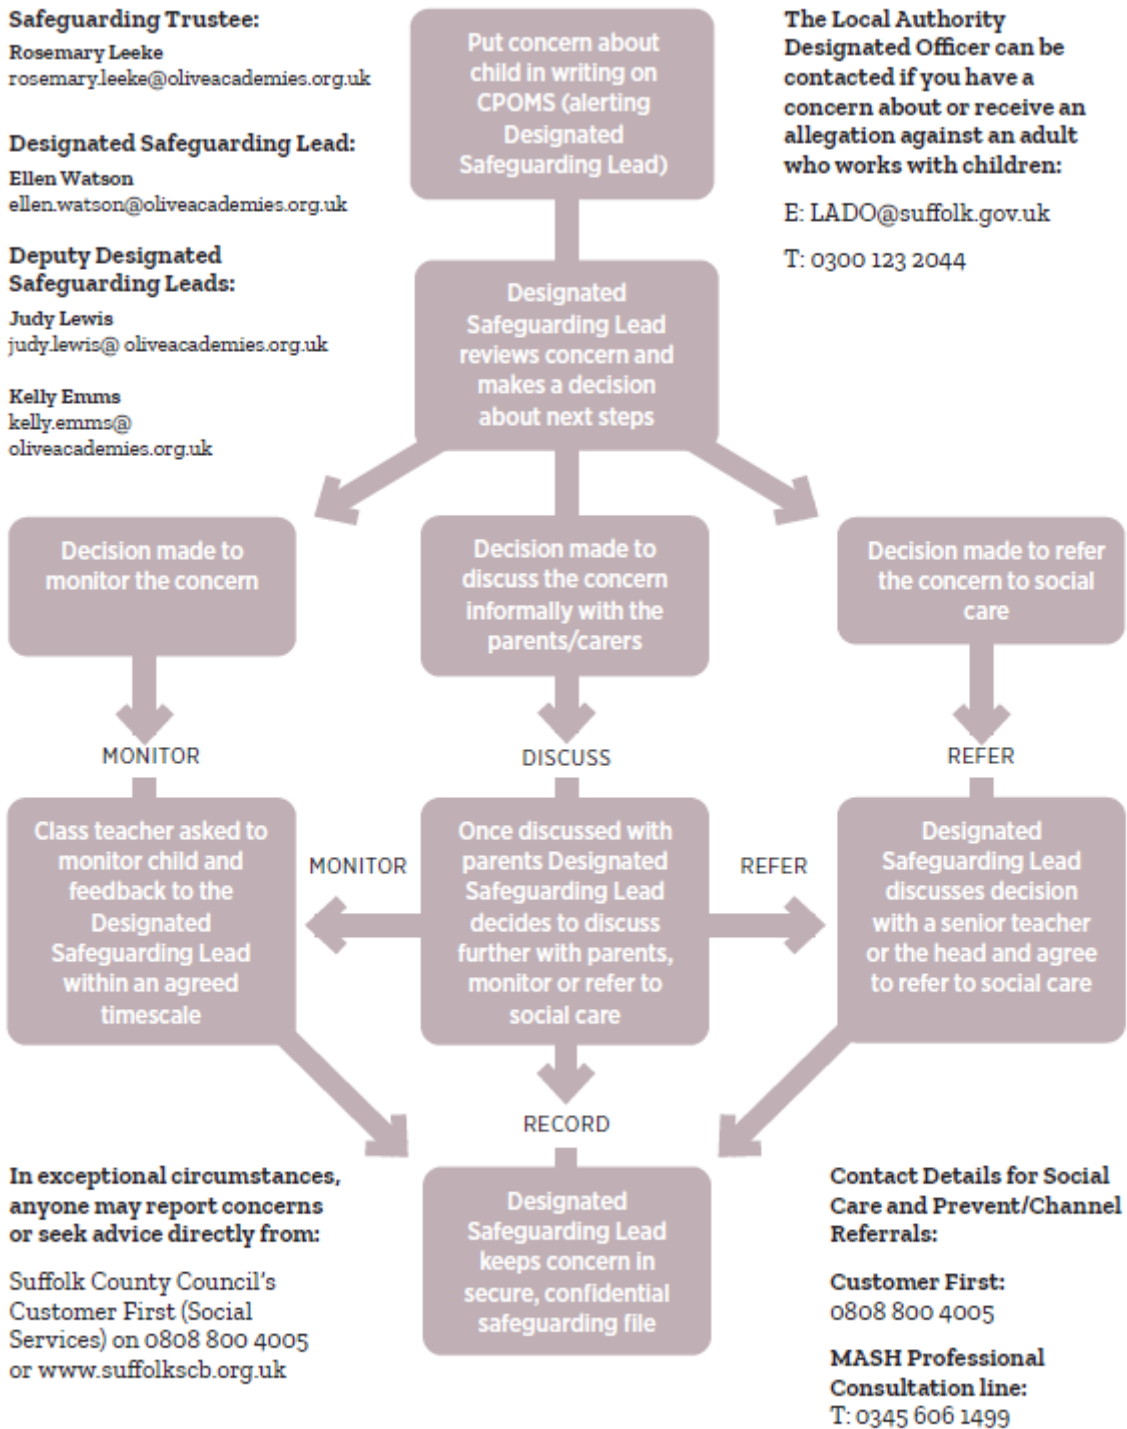 Safeguarding Trustee:
Rosemary Leeke
rosemary.leeke@oliveacademies.org.uk
Designated Safeguarding Lead:
Ellen Watson
ellen.watson@oliveacademies.org.uk
Deputy Designated
Safeguarding Leads:
Judy Lewis
judy.lewis@ oliveacademies.org.uk
Kelly Emms
kelly.emms@
oliveacademies.org.uk
Put concern about
child in writing on
CPOMS (alerting
Designated
Safeguarding Lead)
The Local Authority
Designated Officer can be
contacted if you have a
concern about or receive an
allegation against an adult
who works with children:
E: LADO@suffolk.gov.uk
T: 0300 123 2044
Designated
Safeguarding Lead
reviews concern and
makes a decision
about next steps
Decision made to
monitor the concern
Decision made to
discuss the concern
informally with the
parents/carers
Decision made to refer
the concern to social
care
MONITOR
DISCUSS
REFER
Class teacher asked to
monitor child and
feedback to the
Designated
Safeguarding Lead
within an agreed
timescale
MONITOR
Once discussed with
parents Designated
Safeguarding Lead
decides to discuss
further with parents,
monitor or refer to
social care
REFER
Designated
Safeguarding Lead
discusses decision
with a senior teacher
or the head and agree
to refer to social care
RECORD
In exceptional circumstances,
anyone may report concerns
or seek advice directly from:
Suffolk County Council's
Customer First (Social
Services) on 0808 800 4005
or www.suffolkscb.org.uk
Designated
Safeguarding Lead
keeps concern in
secure, confidential
safeguarding file
Contact Details for Social
Care and Prevent/Channel
Referrals:
Customer First:
0808 800 4005
MASH Professional
Consultation line:
T: 0345 606 1499